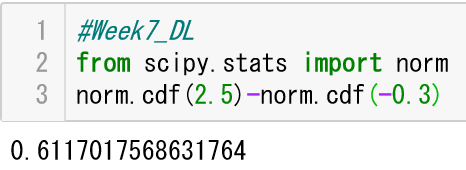 1 #Week7_DL
2 from scipy.stats import norm
3 norm.cdf(2.5)-norm.cdf(-0.3)
0.6117017568631764